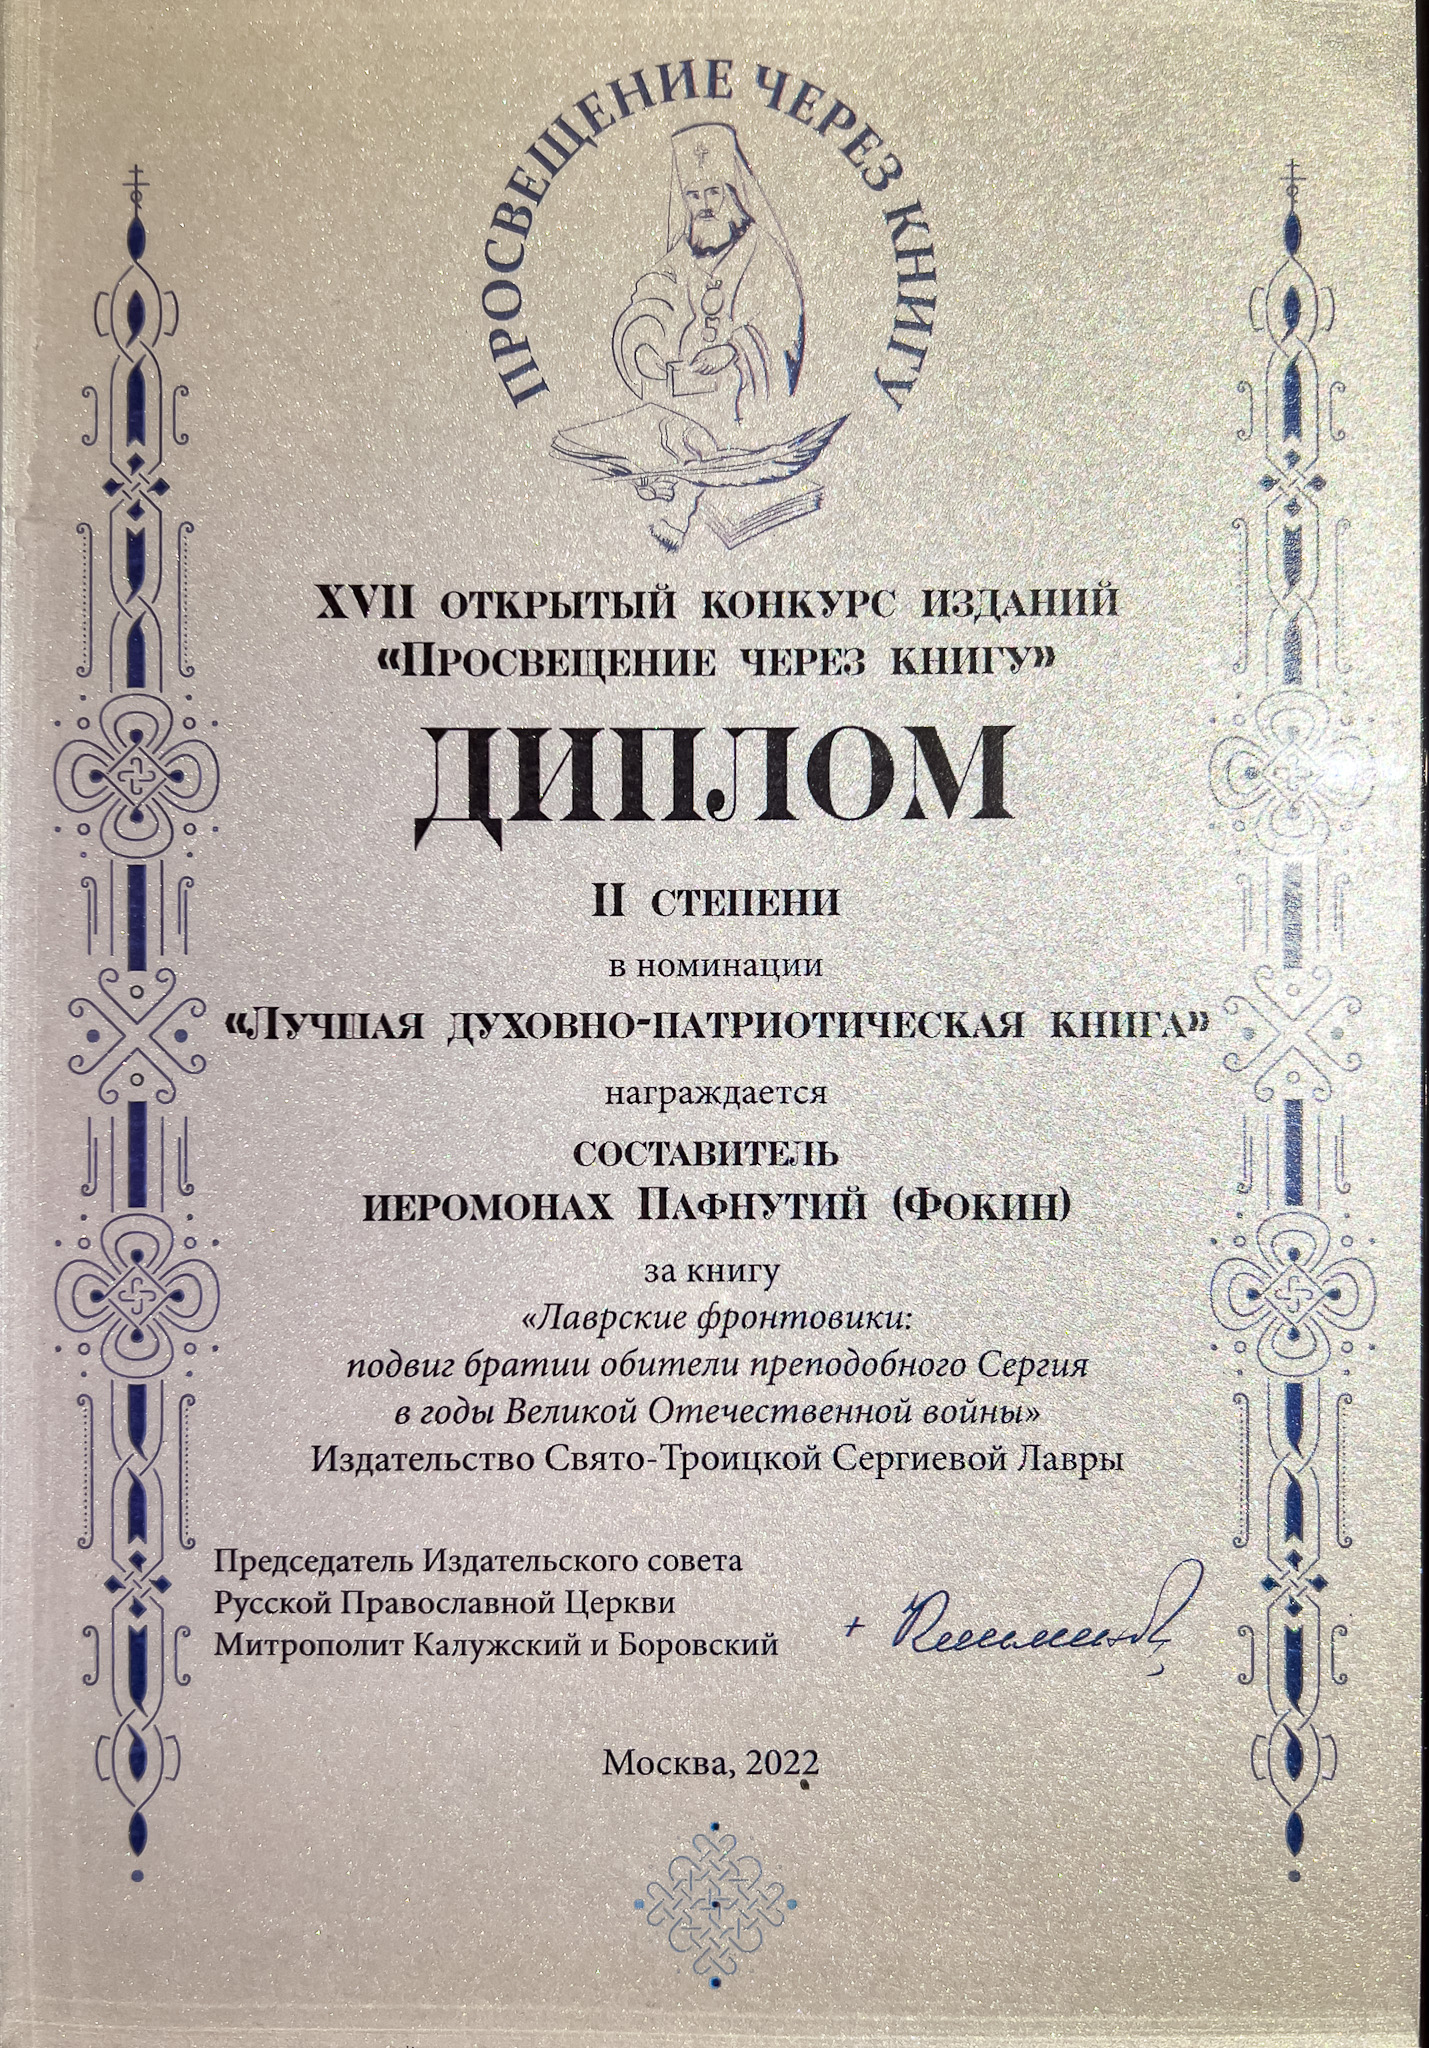 ПРОСВЕЩЕНИЕ ЧЕРЕЗ КНИГУ
XVII ОТКРЫТЫЙ КОНКУРС ИЗДАНИЙ
«ПРОСВЕЩЕНИЕ ЧЕРЕЗ КНИГУ»
ДИПЛОМ
II СТЕПЕНИ
в номинации
«ЛУЧШАЯ ДУХОВНО-ПАТРИОТИЧЕСКАЯ КНИГА»
награждается
СОСТАВИТЕЛЬ
ИЕРОМОНАХ ПАФНУТИЙ (ФОКИН)
за книгу
«Лаврские фронтовики:
подвиг братии обители преподобного Сергия
в годы Великой Отечественной войны»
Издательство Свято-Троицкой Сергиевой Лавры
Председатель Издательского совета
Русской Православной Церкви
Митрополит Калужский и Боровский
Москва, 2022